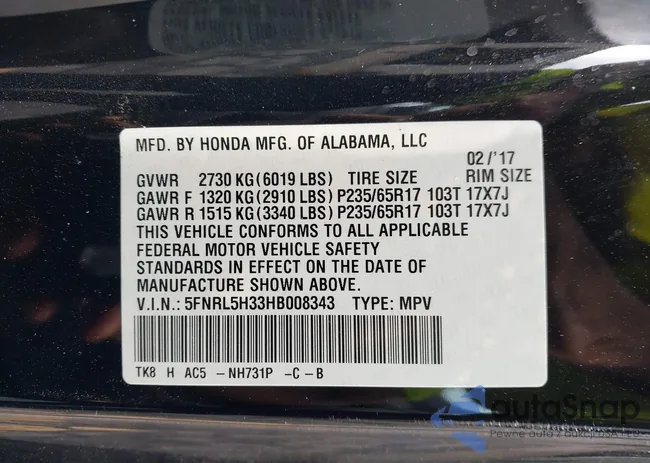 MFD. BY HONDA MFG. OF ALABAMA, LLC
02/'17
GVWR 2730 KG(6019 LBS) TIRE SIZE RIM SIZE
GAWR F 1320 KG(2910 LBS) P235/65R17 103T 17X7J
GAWR R 1515 KG(3340 LBS) P235/65R17 103T 17X7J
THIS VEHICLE CONFORMS TO ALL APPLICABLE
FEDERAL MOTOR VEHICLE SAFETY
STANDARDS IN EFFECT ON THE DATE OF
MANUFACTURE SHOWN ABOVE.
V.I.N.: 5FNRL5H33HB008343 TYPE: MPV
TK8 H AC5 -NH731P -C-B
autoSnap
Pewne auta z